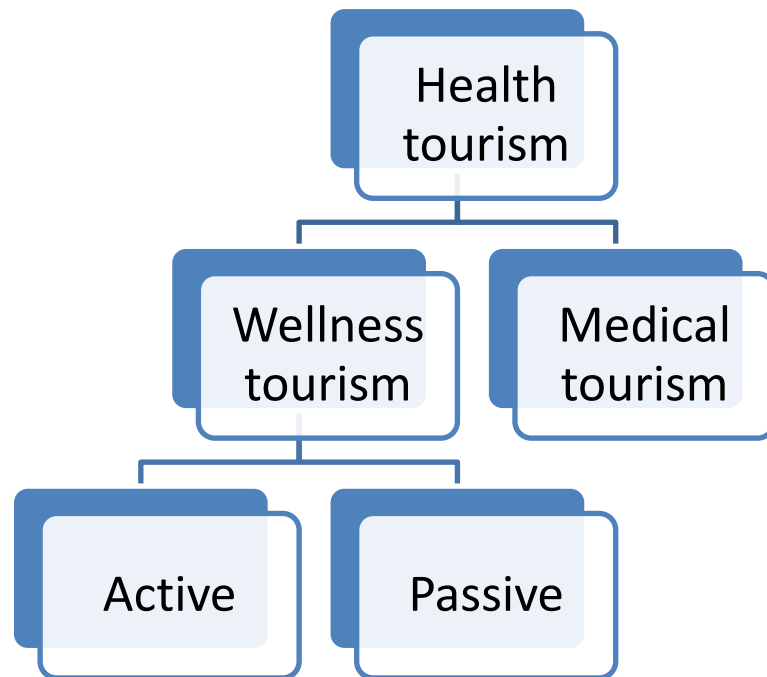 Health
tourism
Wellness
tourism
Medical
tourism
Active
Passive